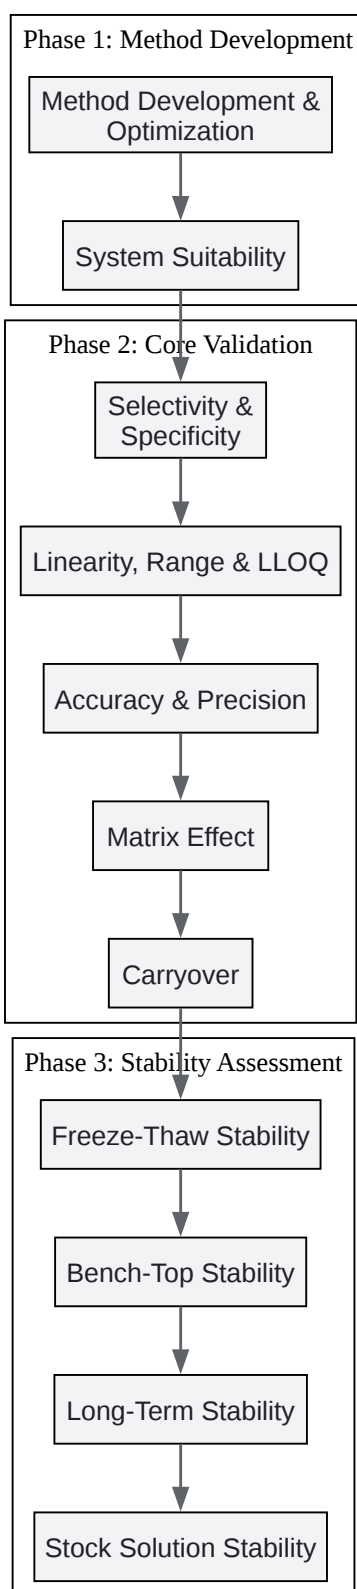 Phase 1: Method Development
Method Development &
Optimization
System Suitability
Phase 2: Core Validation
Selectivity &
Specificity
Linearity, Range & LLOQ
Accuracy & Precision
Matrix Effect
Carryover
Phase 3: Stability Assessment
Freeze-Thaw Stability
Bench-Top Stability
Long-Term Stability
Stock Solution Stability